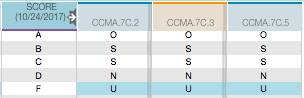 SCORE
(10/24/2017) CCMA.7C.2 CCMA.7C.3 CCMA.7C.5
A O O O
B S S S
C S S S
D N N N
F U U U